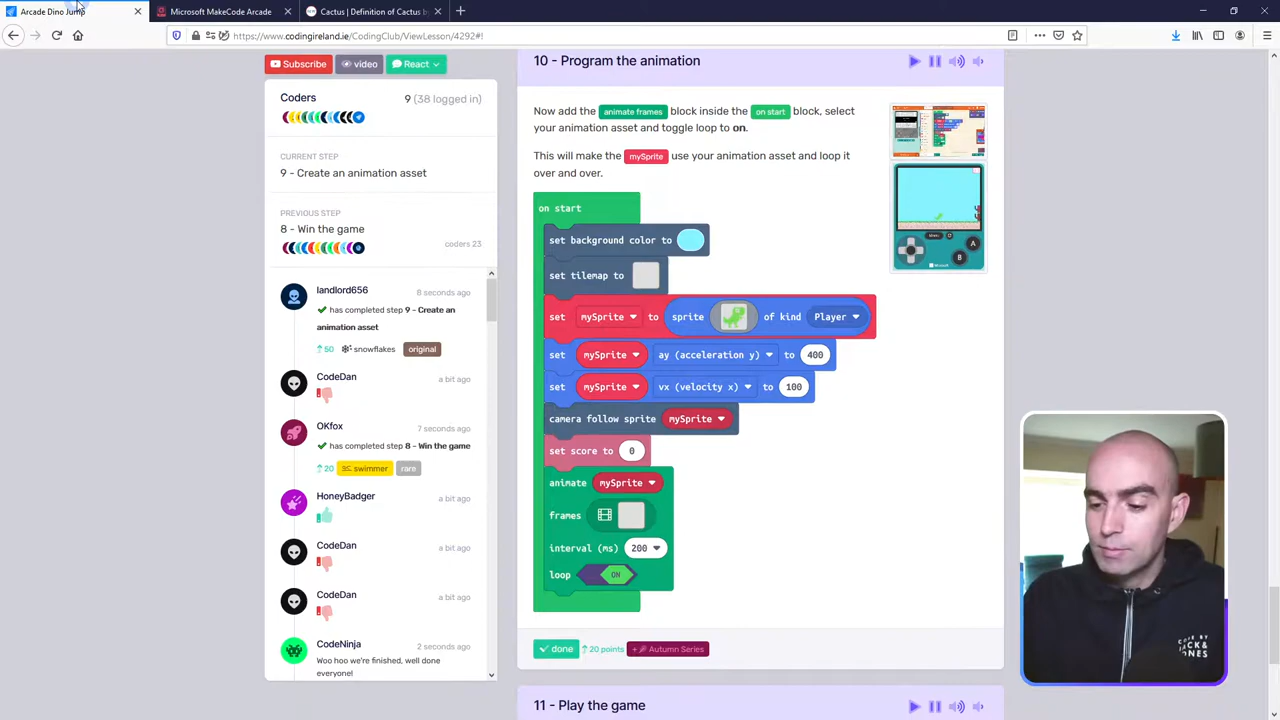 Arcade Dino Jump
Microsoft MakeCode Arcade
Cactus | Definition of Cactus by
https://www.codingireland.ie/CodingClub/ViewLesson/4292#!
Subscribe
video
React
Coders
9 (38 logged in)
CURRENT STEP
9 - Create an animation asset
PREVIOUS STEP
8 - Win the game
coders 23
landlord656
8 seconds ago
has completed step 9 - Create an
animation asset
50
snowflakes
original
CodeDan
a bit ago
OKfox
7 seconds ago
has completed step 8 - Win the game
20
swimmer
rare
HoneyBadger
a bit ago
CodeDan
a bit ago
CodeDan
a bit ago
CodeNinja
2 seconds ago
Woo hoo we're finished, well done
everyone!
10 - Program the animation
Now add the animate frames block inside the on start block, select
your animation asset and toggle loop to on.
This will make the mySprite use your animation asset and loop it
over and over.
on start
set background color to
set tilemap to
set mySprite to sprite of kind Player
set mySprite ay (acceleration y) to 400
set mySprite vx (velocity x) to 100
camera follow sprite mySprite
set score to 0
animate mySprite
frames
interval (ms) 200
loop ON
done
20 points
+ Autumn Series
11 - Play the game
A
B
CODE BY
JACK &
JONES